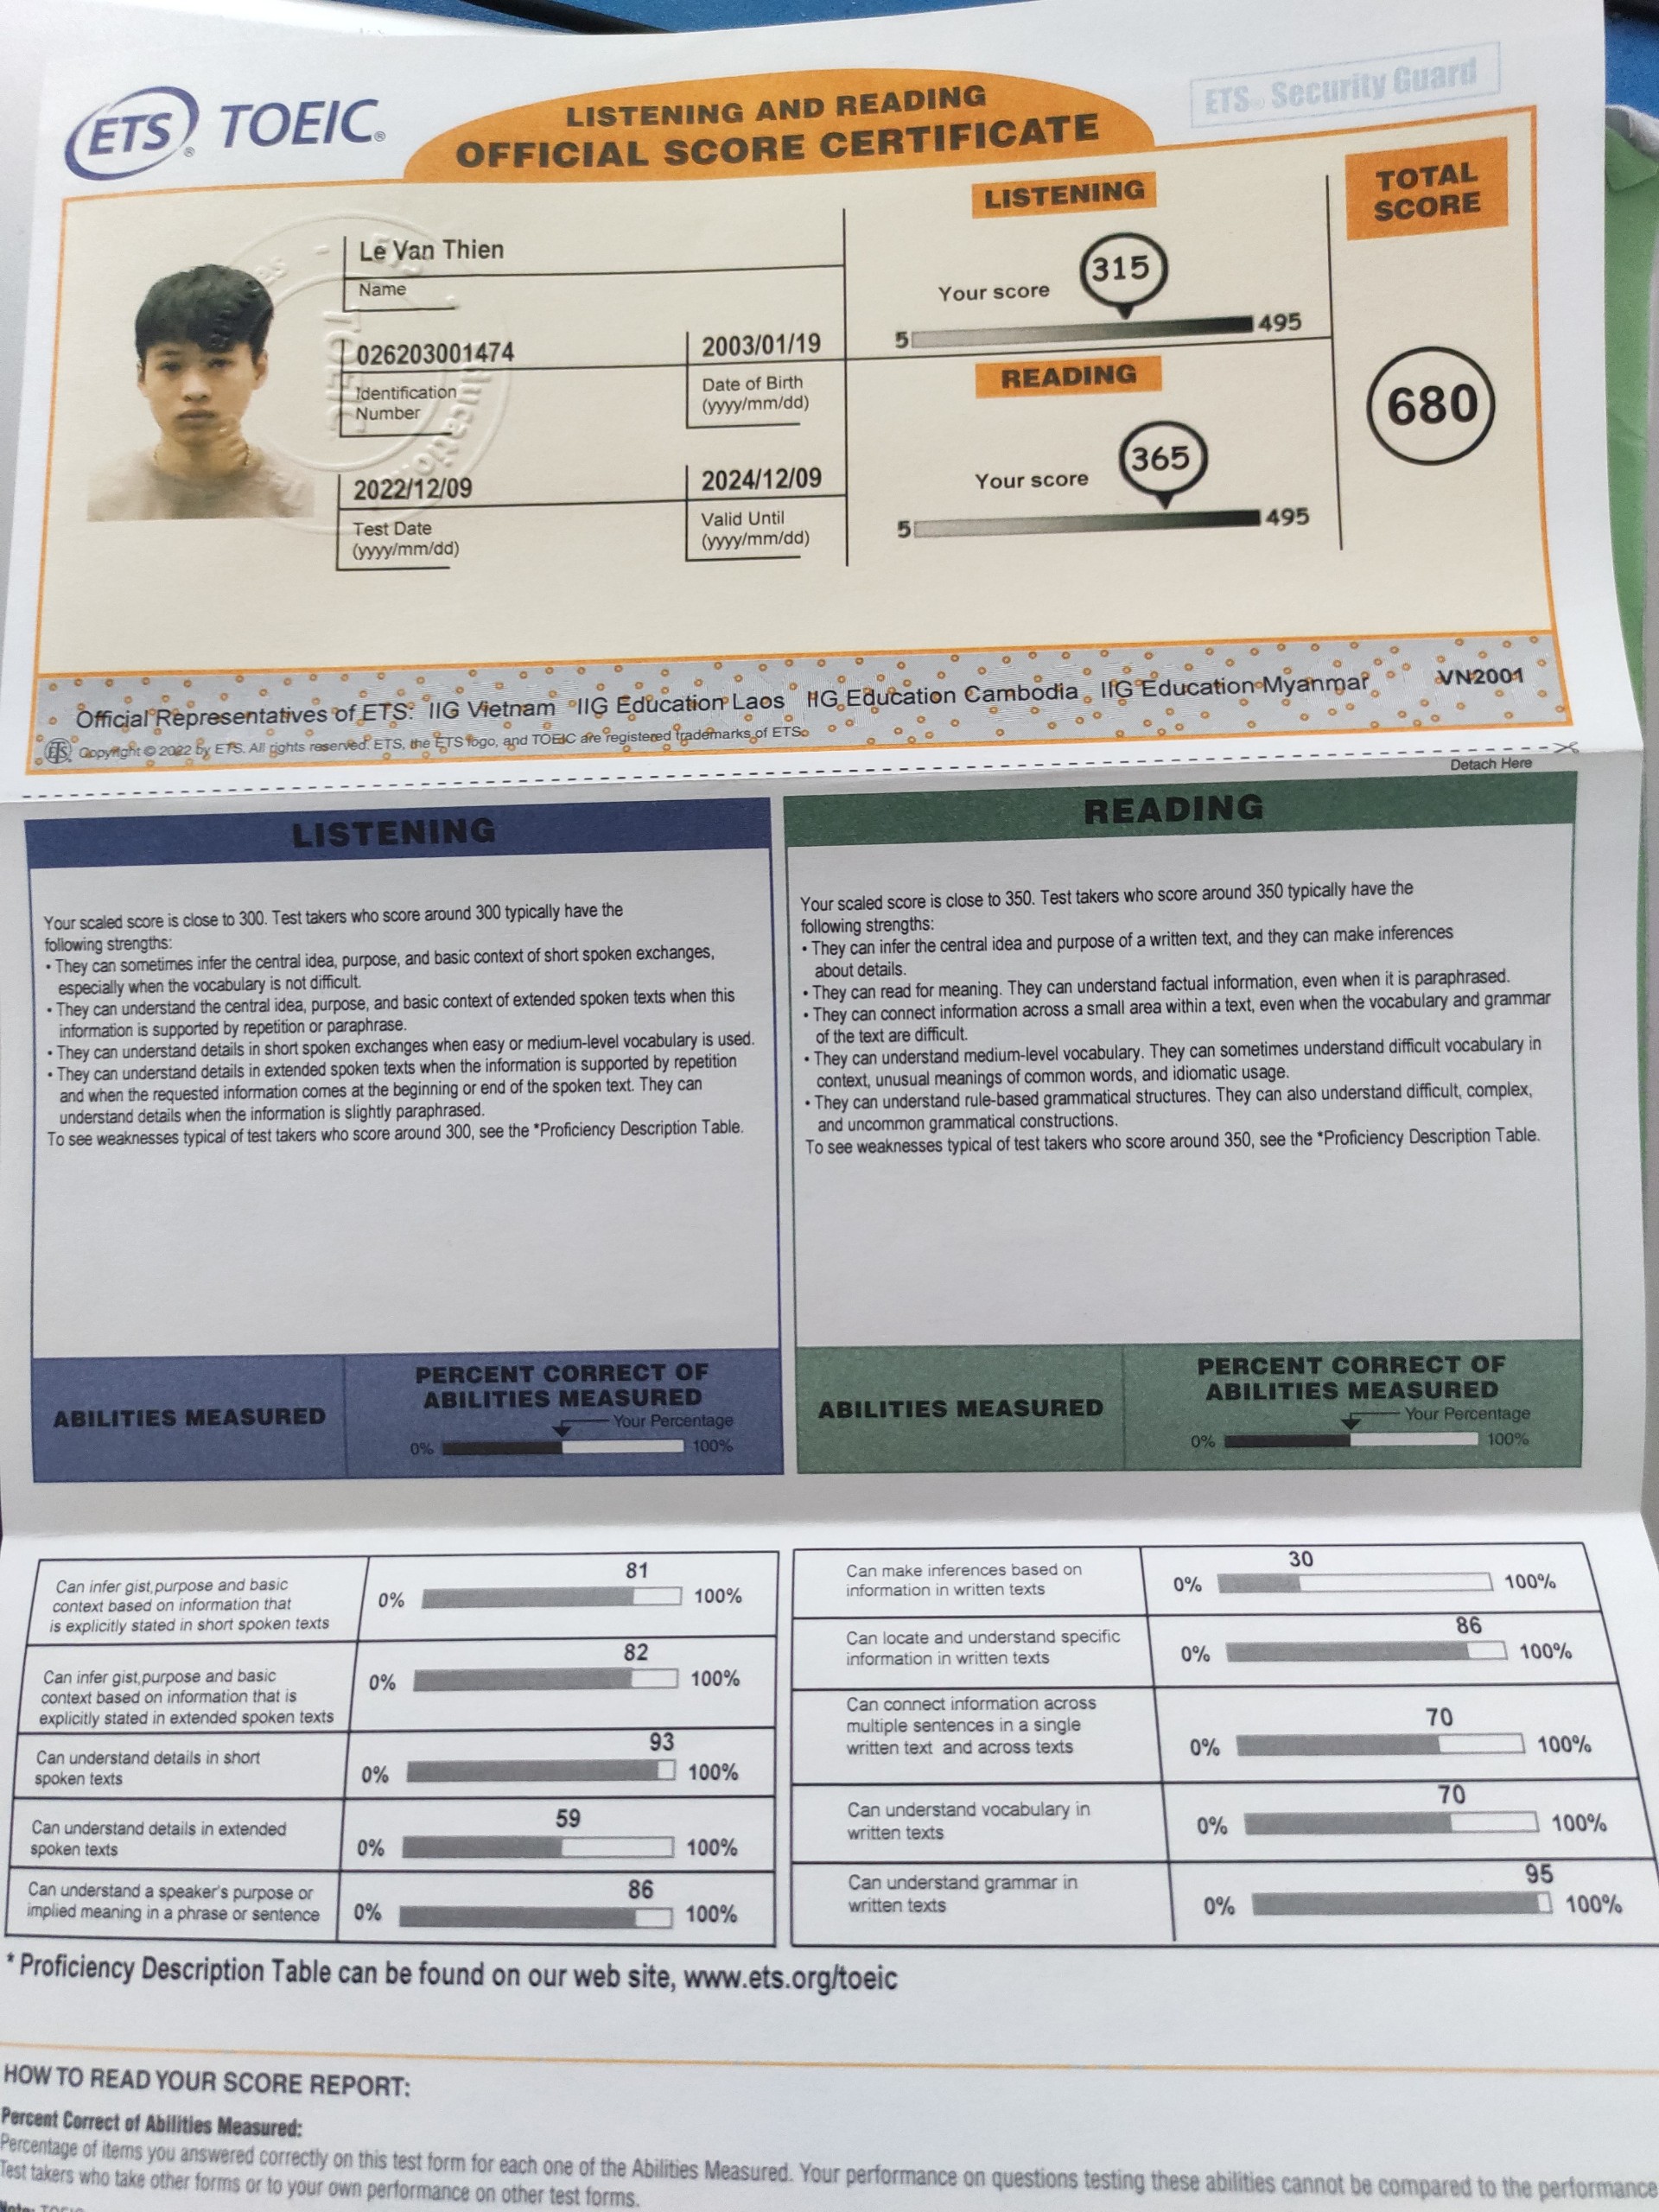 ETS® TOEIC®
LISTENING AND READING
OFFICIAL SCORE CERTIFICATE
ETS® Security Guard
Le Van Thien
Name
026203001474
Identification
Number
2003/01/19
Date of Birth
(yyyy/mm/dd)
2022/12/09
Test Date
(yyyy/mm/dd)
2024/12/09
Valid Until
(yyyy/mm/dd)
LISTENING
Your score 315
5 495
READING
Your score 365
5 495
TOTAL
SCORE
680
Official Representatives of ETS: IIG Vietnam IIG Education Laos IIG Education Cambodia IIG Education Myanmar VN2001
Copyright © 2022 by ETS. All rights reserved. ETS, the ETS logo, and TOEIC are registered trademarks of ETS.
Detach Here
LISTENING
Your scaled score is close to 300. Test takers who score around 300 typically have the
following strengths:
• They can sometimes infer the central idea, purpose, and basic context of short spoken exchanges,
especially when the vocabulary is not difficult.
• They can understand the central idea, purpose, and basic context of extended spoken texts when this
information is supported by repetition or paraphrase.
• They can understand details in short spoken exchanges when easy or medium-level vocabulary is used.
• They can understand details in extended spoken texts when the information is supported by repetition
and when the requested information comes at the beginning or end of the spoken text. They can
understand details when the information is slightly paraphrased.
To see weaknesses typical of test takers who score around 300, see the *Proficiency Description Table.
ABILITIES MEASURED
PERCENT CORRECT OF
ABILITIES MEASURED
Your Percentage
0% 100%
READING
Your scaled score is close to 350. Test takers who score around 350 typically have the
following strengths:
• They can infer the central idea and purpose of a written text, and they can make inferences
about details.
• They can read for meaning. They can understand factual information, even when it is paraphrased.
• They can connect information across a small area within a text, even when the vocabulary and grammar
of the text are difficult.
• They can understand medium-level vocabulary. They can sometimes understand difficult vocabulary in
context, unusual meanings of common words, and idiomatic usage.
• They can understand rule-based grammatical structures. They can also understand difficult, complex,
and uncommon grammatical constructions.
To see weaknesses typical of test takers who score around 350, see the *Proficiency Description Table.
ABILITIES MEASURED
PERCENT CORRECT OF
ABILITIES MEASURED
Your Percentage
0% 100%
Can infer gist,purpose and basic
context based on information that
is explicitly stated in short spoken texts
81
0% 100%
Can infer gist,purpose and basic
context based on information that is
explicitly stated in extended spoken texts
82
0% 100%
Can understand details in short
spoken texts
93
0% 100%
Can understand details in extended
spoken texts
59
0% 100%
Can understand a speaker's purpose or
implied meaning in a phrase or sentence
86
0% 100%
Can make inferences based on
information in written texts
30
0% 100%
Can locate and understand specific
information in written texts
86
0% 100%
Can connect information across
multiple sentences in a single
written text and across texts
70
0% 100%
Can understand vocabulary in
written texts
70
0% 100%
Can understand grammar in
written texts
95
0% 100%
* Proficiency Description Table can be found on our web site, www.ets.org/toeic
HOW TO READ YOUR SCORE REPORT:
Percent Correct of Abilities Measured:
Percentage of items you answered correctly on this test form for each one of the Abilities Measured. Your performance on questions testing these abilities cannot be compared to the performance
Test takers who take other forms or to your own performance on other test forms.